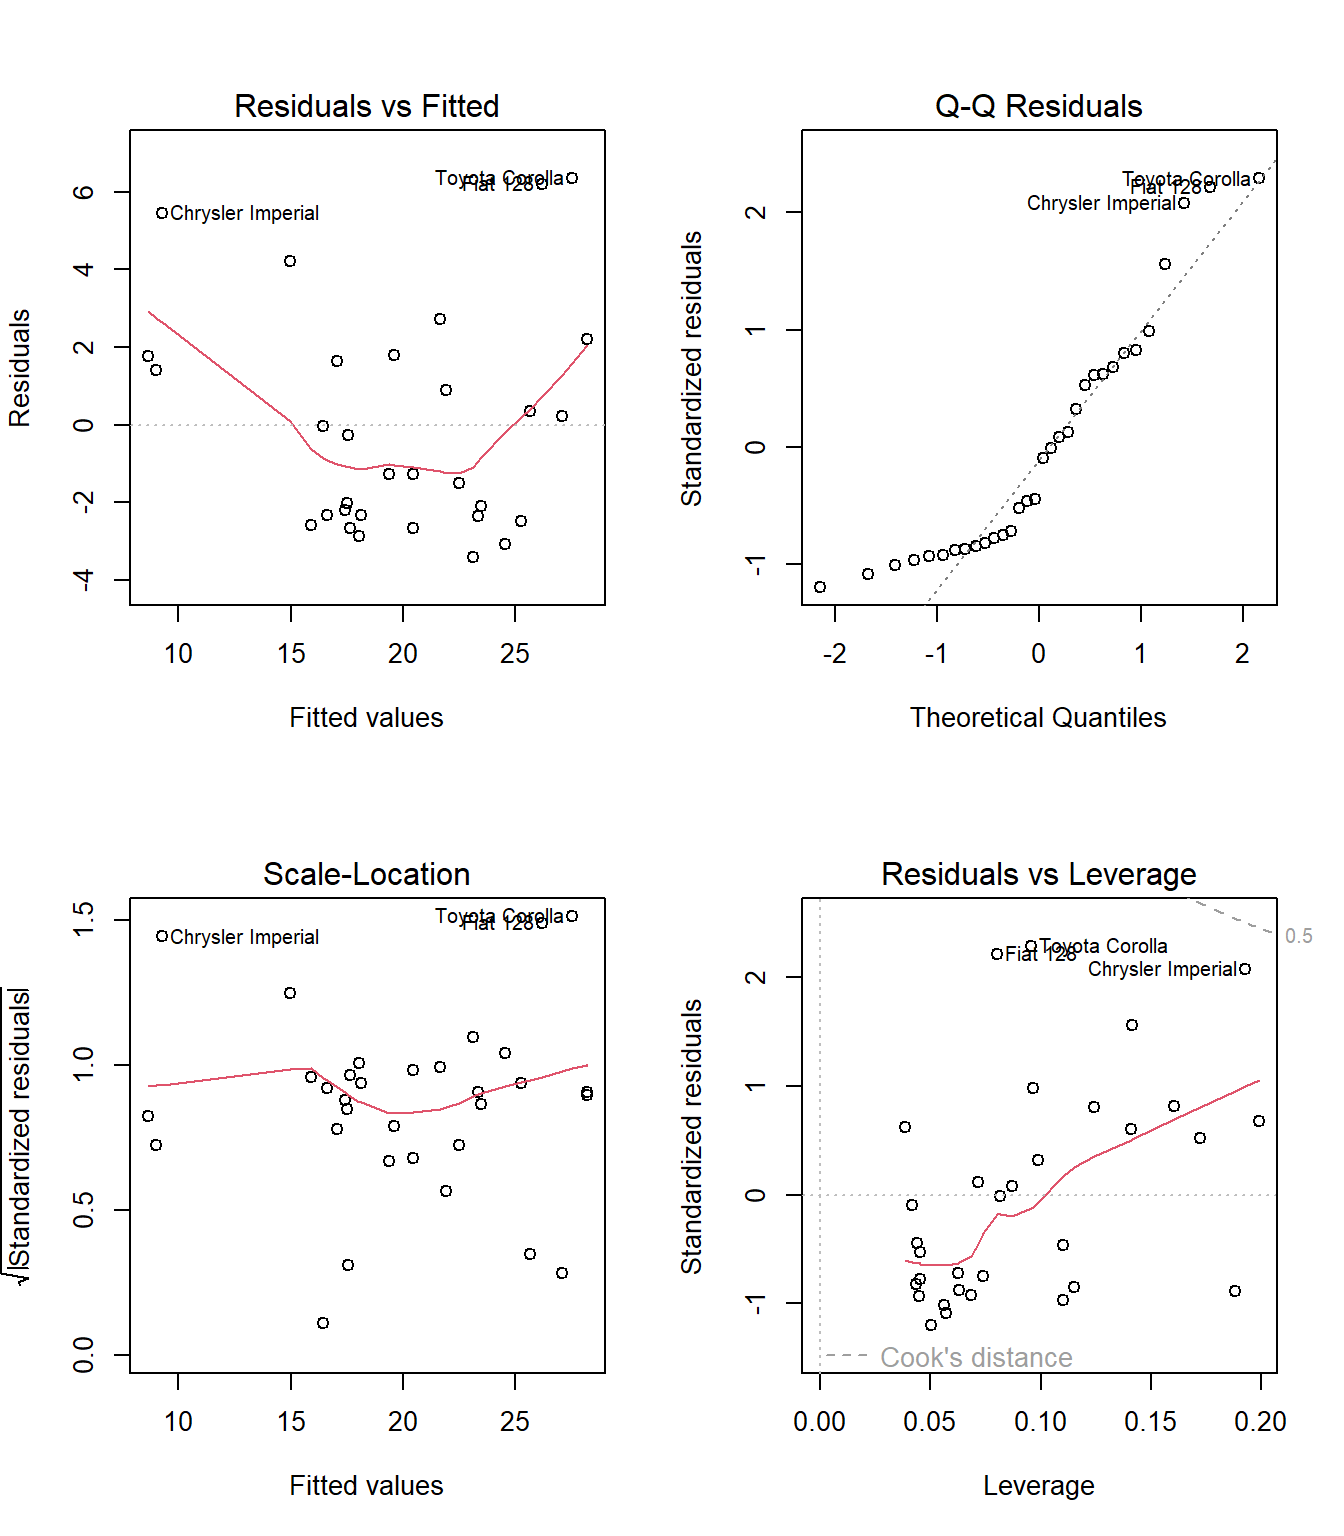 Residuals vs Fitted
Residuals
6
4
2
0
-2
-4
Toyota Corolla
Fiat 128
Chrysler Imperial
10 15 20 25
Fitted values
Q-Q Residuals
Standardized residuals
2
1
0
-1
Toyota Corolla
Fiat 128
Chrysler Imperial
-2 -1 0 1 2
Theoretical Quantiles
Scale-Location
√|Standardized residuals|
1.5
1.0
0.5
0.0
Toyota Corolla
Fiat 128
Chrysler Imperial
10 15 20 25
Fitted values
Residuals vs Leverage
Standardized residuals
2
1
0
-1
0.5
Toyota Corolla
Fiat 128
Chrysler Imperial
Cook's distance
0.00 0.05 0.10 0.15 0.20
Leverage